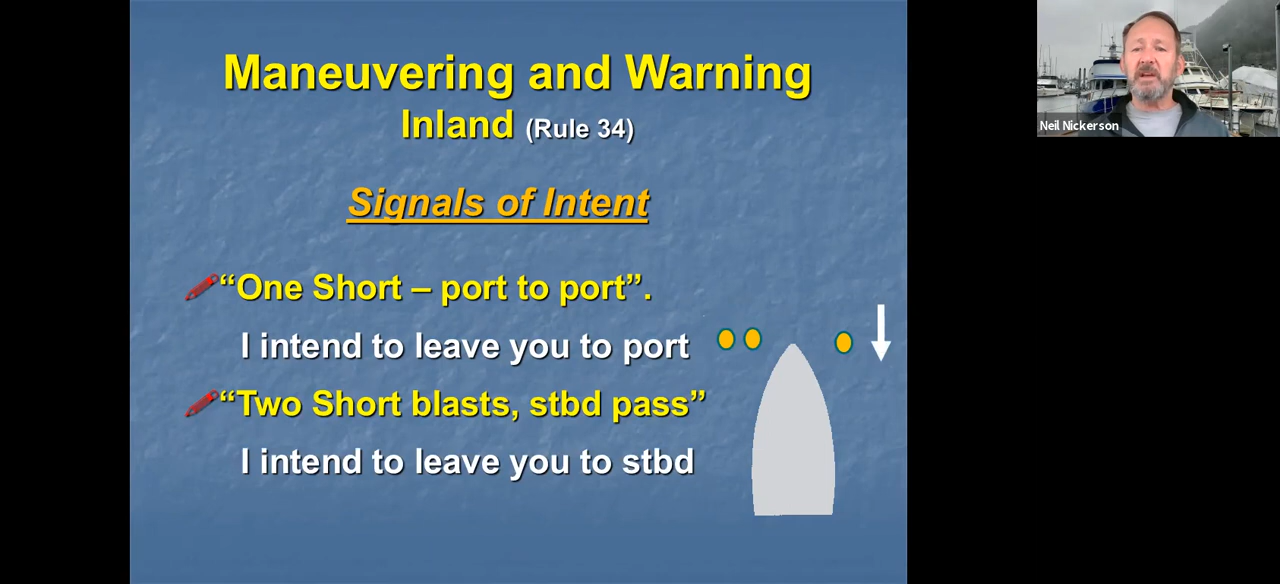 Maneuvering and Warning
Inland (Rule 34)
Signals of Intent
“One Short – port to port”.
I intend to leave you to port
“Two Short blasts, stbd pass”
I intend to leave you to stbd
Neil Nickerson